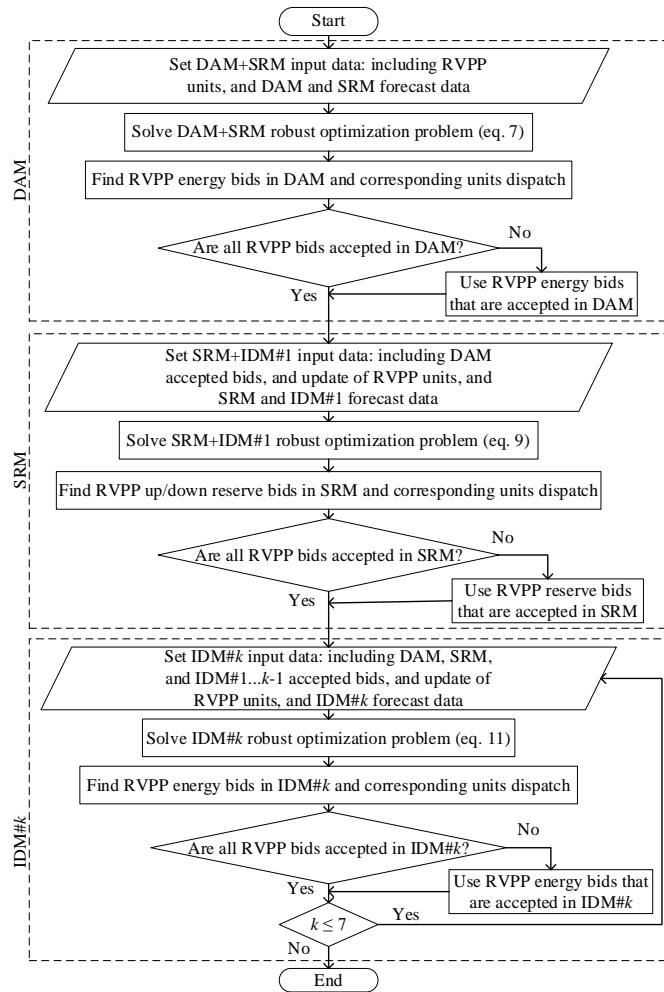 Start
DAM
Set DAM+SRM input data: including RVPP
units, and DAM and SRM forecast data
Solve DAM+SRM robust optimization problem (eq. 7)
Find RVPP energy bids in DAM and corresponding units dispatch
Are all RVPP bids accepted in DAM?
No
Use RVPP energy bids
that are accepted in DAM
Yes
SRM
Set SRM+IDM#1 input data: including DAM
accepted bids, and update of RVPP units, and
SRM and IDM#1 forecast data
Solve SRM+IDM#1 robust optimization problem (eq. 9)
Find RVPP up/down reserve bids in SRM and corresponding units dispatch
Are all RVPP bids accepted in SRM?
No
Use RVPP reserve bids
that are accepted in SRM
Yes
IDM#k
Set IDM#k input data: including DAM, SRM,
and IDM#1...k-1 accepted bids, and update of
RVPP units, and IDM#k forecast data
Solve IDM#k robust optimization problem (eq. 11)
Find RVPP energy bids in IDM#k and corresponding units dispatch
Are all RVPP bids accepted in IDM#k?
No
Use RVPP energy bids that
are accepted in IDM#k
Yes
k ≤ 7
Yes
No
End